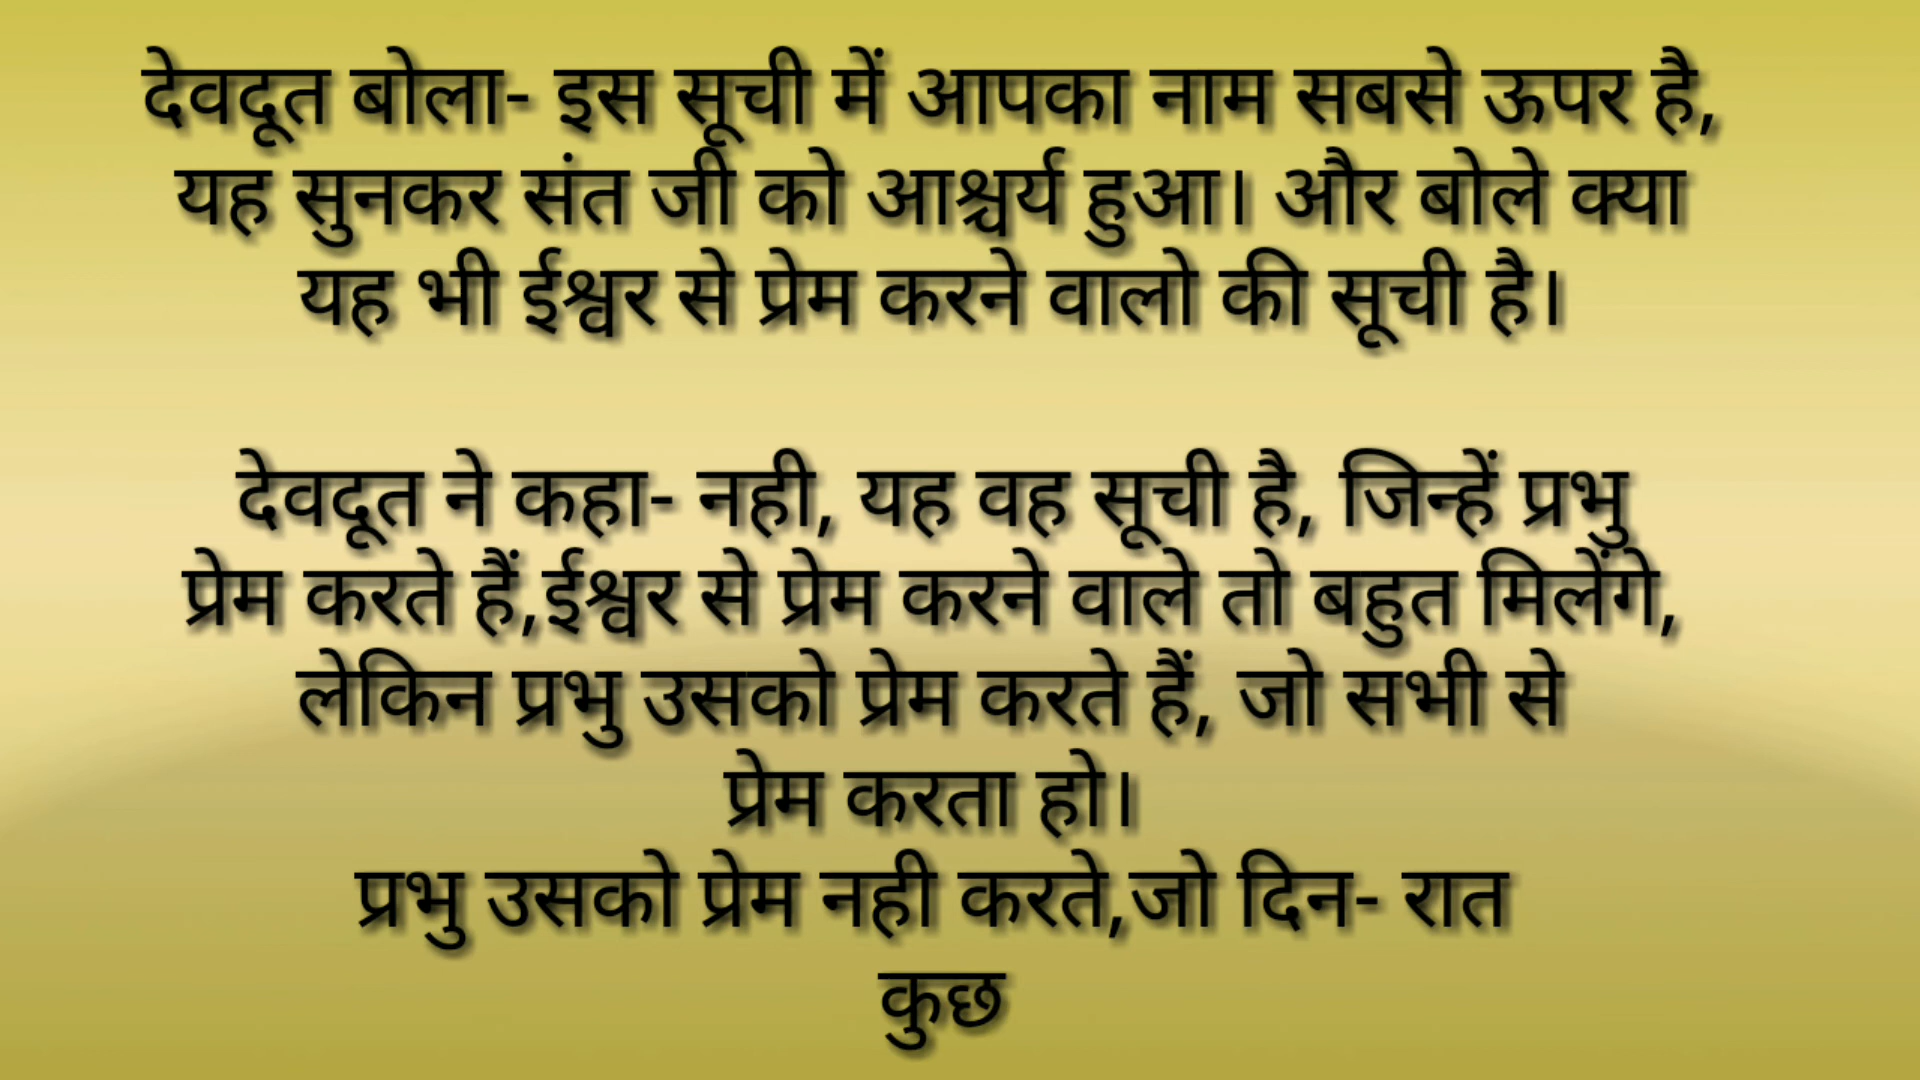 देवदूत बोला- इस सूची में आपका नाम सबसे ऊपर है,
यह सुनकर संत जी को आश्चर्य हुआ। और बोले क्या
यह भी ईश्वर से प्रेम करने वालो की सूची है।
देवदूत ने कहा- नही, यह वह सूची है, जिन्हें प्रभु
प्रेम करते हैं,ईश्वर से प्रेम करने वाले तो बहुत मिलेंगे,
लेकिन प्रभु उसको प्रेम करते हैं, जो सभी से
प्रेम करता हो।
प्रभु उसको प्रेम नही करते,जो दिन- रात
कुछ